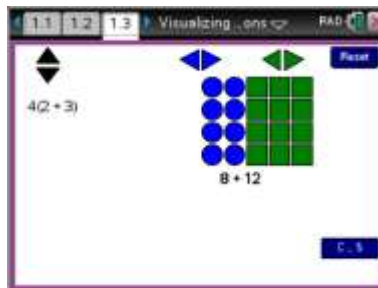 1.1 1.2 1.3 Visualizing...ons RAD
Reset
4(2 + 3)
8 + 12
C, S